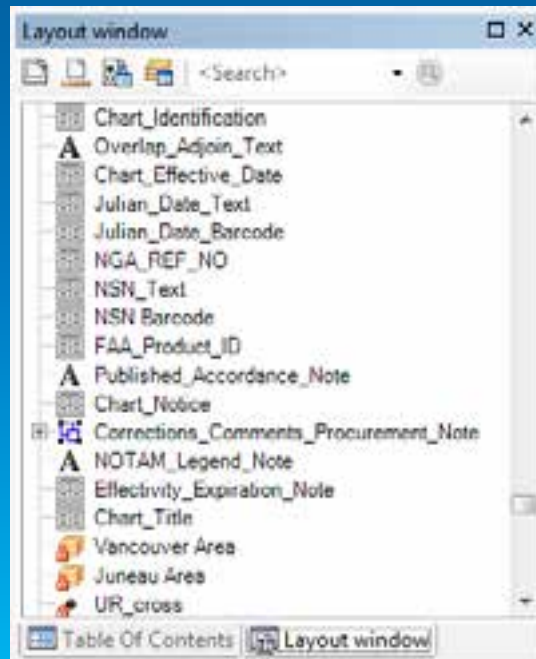 Layout window
<Search>
Chart_Identification
Overlap_Adjoin_Text
Chart_Effective_Date
Julian_Date_Text
Julian_Date_Barcode
NGA_REF_NO
NSN_Text
NSN Barcode
FAA_Product_ID
Published_Accordance_Note
Chart_Notice
Corrections_Comments_Procurement_Note
NOTAM_Legend_Note
Effectivity_Expiration_Note
Chart_Title
Vancouver Area
Juneau Area
UR_cross
Table Of Contents Layout window